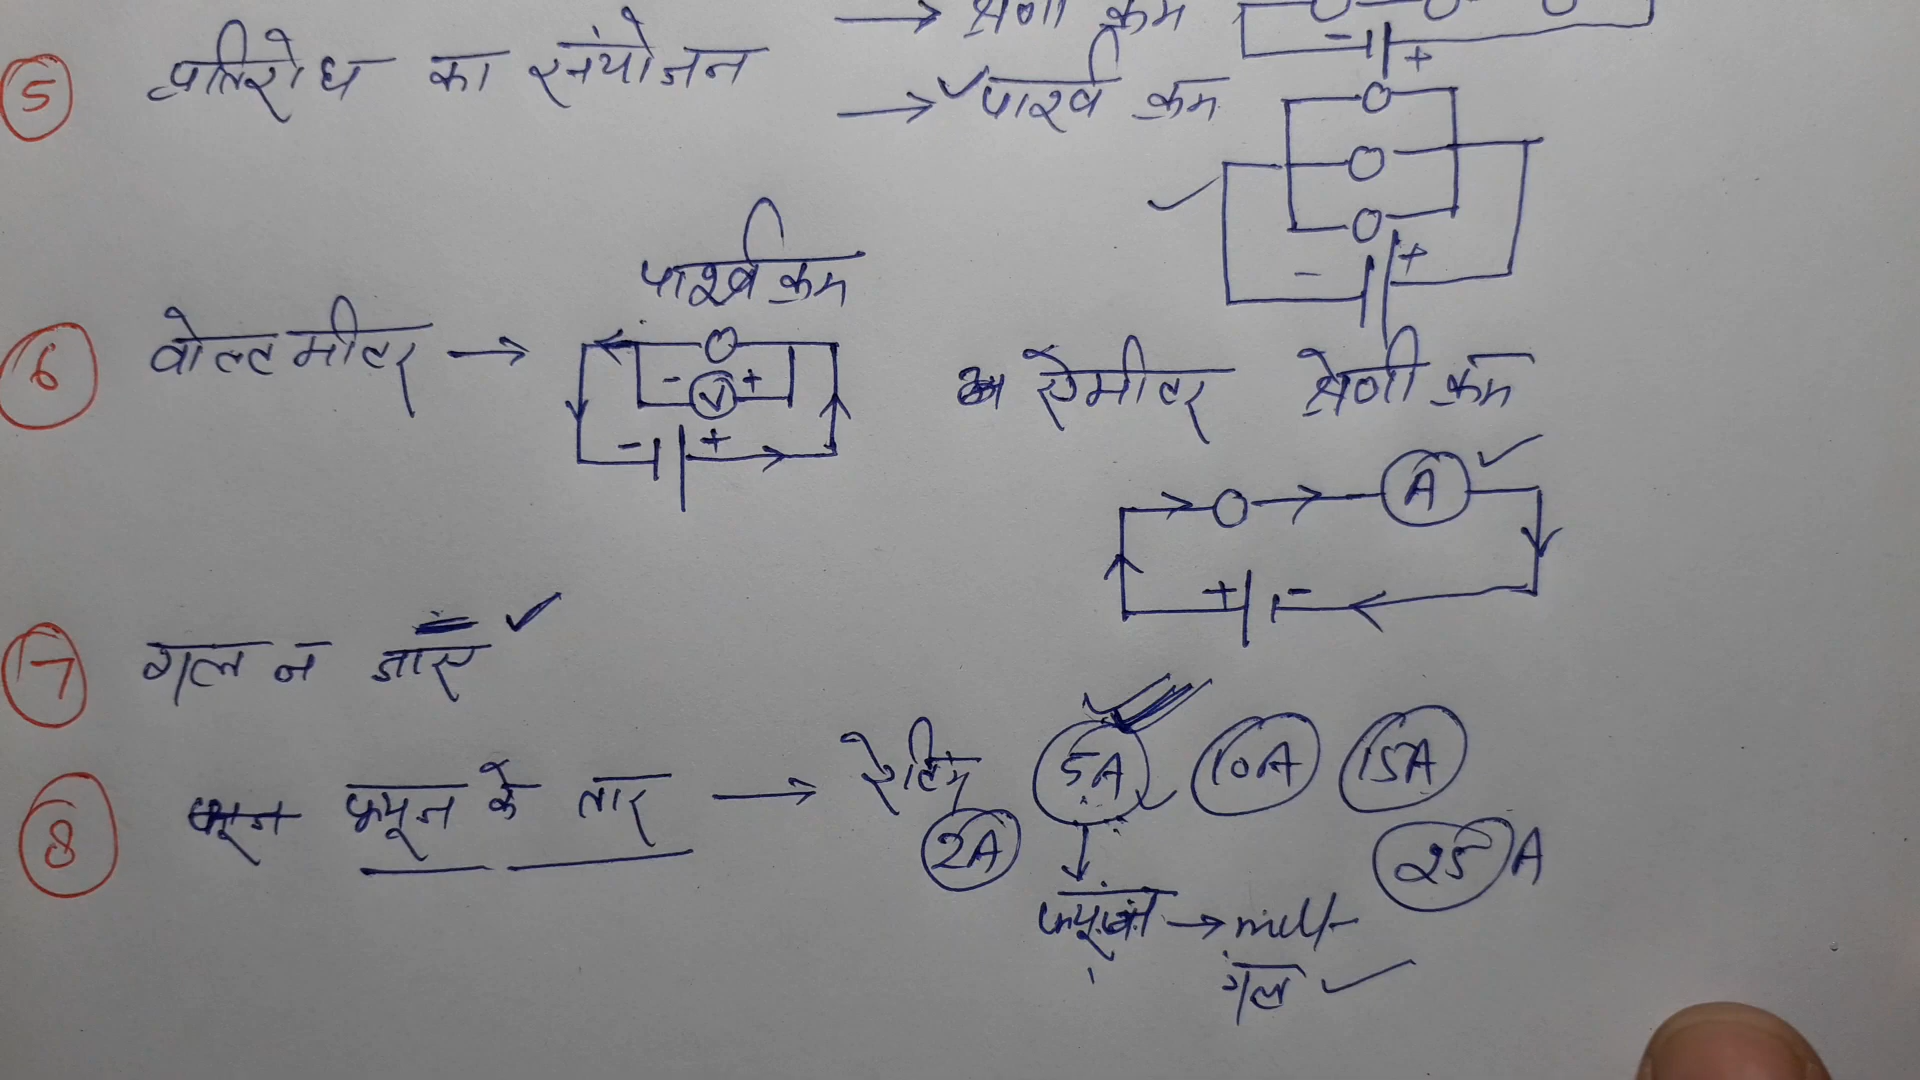 → श्रेणी क्रम
- +
5 प्रतिरोध का संयोजन
→ ✓ पार्श्व क्रम
- +
पार्श्व क्रम
6 वोल्टमीटर →
- V +
- +
ऐमीटर श्रेणी क्रम
A ✓
+ -
7 गल न जाए ✓
8 फ्यूज के तार → रेटिंग 5A 10A 15A
2A 25 A
→ melt
गल ✓